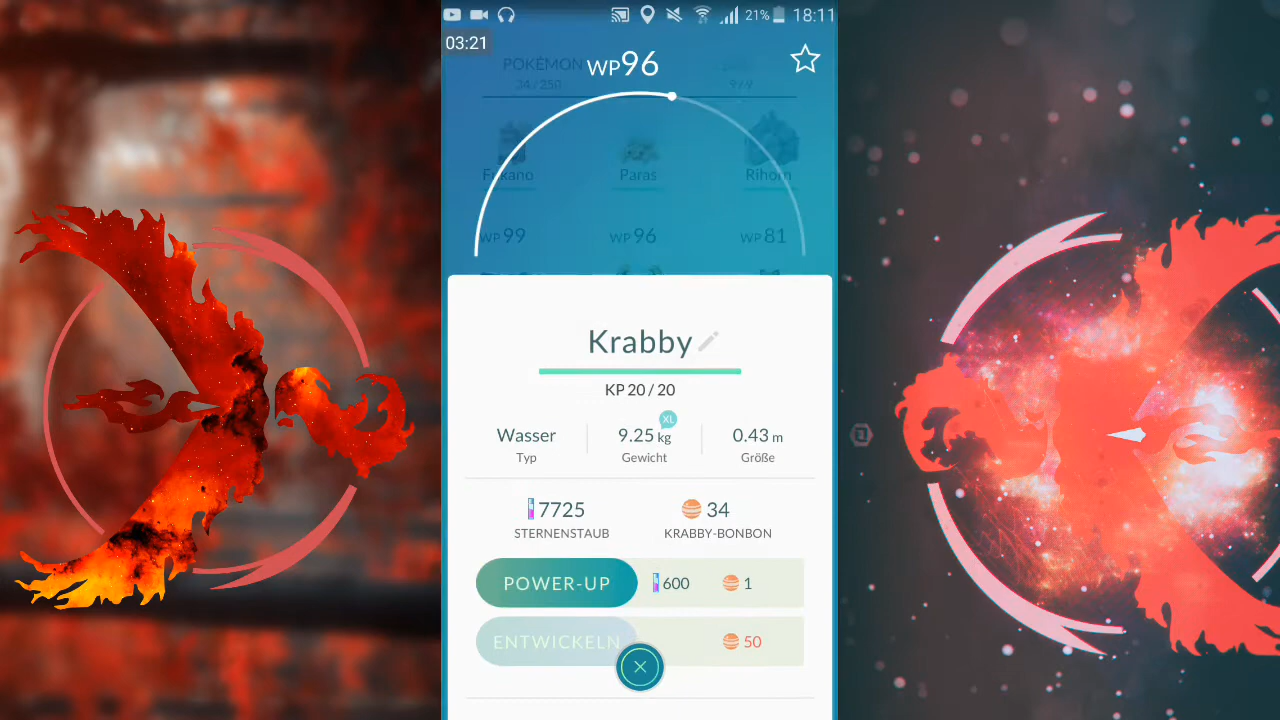 21% 18:11
03:21
POKÉMON
34/250 9/9
WP96
Fukano Paras Rihorn
WP99 WP96 WP81
Krabby
KP 20 / 20
XL
Wasser 9.25 kg 0.43 m
Typ Gewicht Größe
7725 34
STERNENSTAUB KRABBY-BONBON
POWER-UP 600 1
ENTWICKELN 50